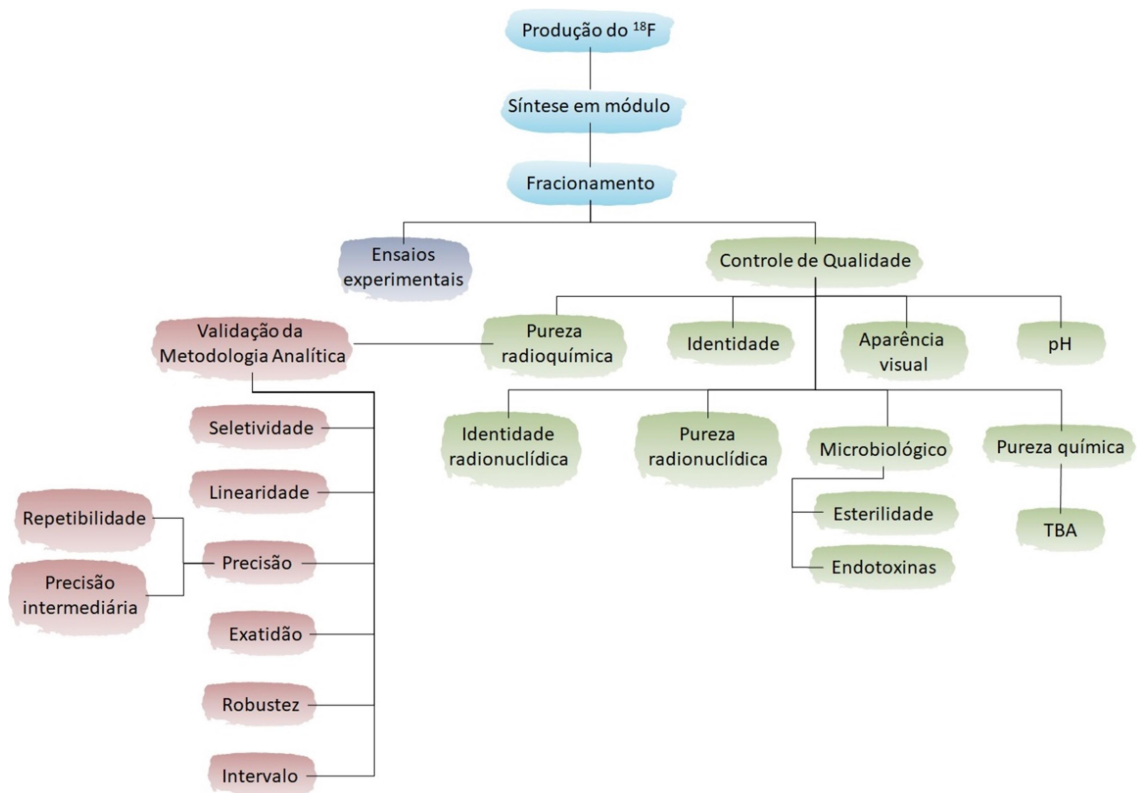 Produção do ¹⁸F
Síntese em módulo
Fracionamento
Ensaios
experimentais
Controle de Qualidade
Validação da
Metodologia Analítica
Pureza
radioquímica
Identidade
Aparência
visual
pH
Seletividade
Linearidade
Repetibilidade
Precisão
Precisão
intermediária
Exatidão
Robustez
Intervalo
Identidade
radionuclídica
Pureza
radionuclídica
Microbiológico
Pureza química
Esterilidade
Endotoxinas
TBA